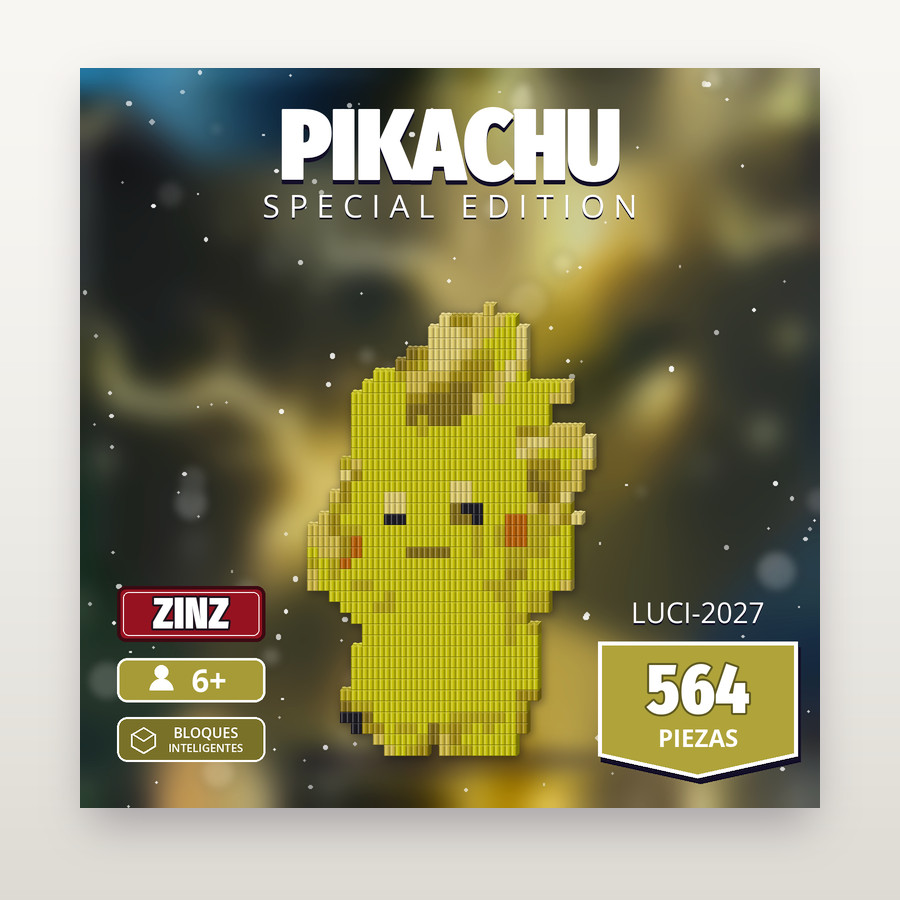 PIKACHU
SPECIAL EDITION
ZINZ
6+
BLOQUES
INTELIGENTES
LUCI-2027
564
PIEZAS